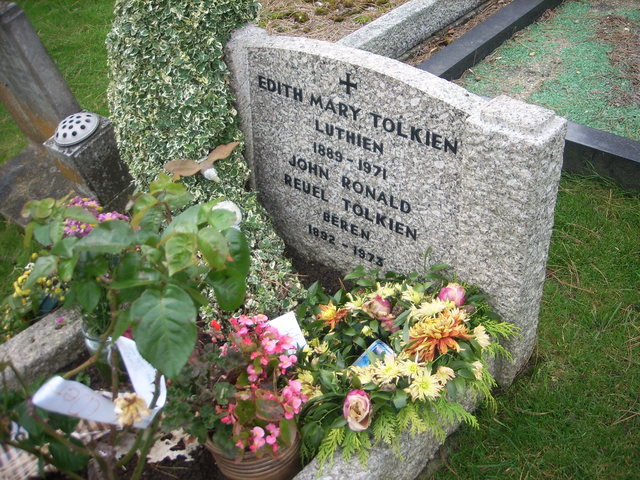 EDITH MARY TOLKIEN
LUTHIEN
1889 - 1971
JOHN RONALD
REUEL TOLKIEN
BEREN
1892 - 1973